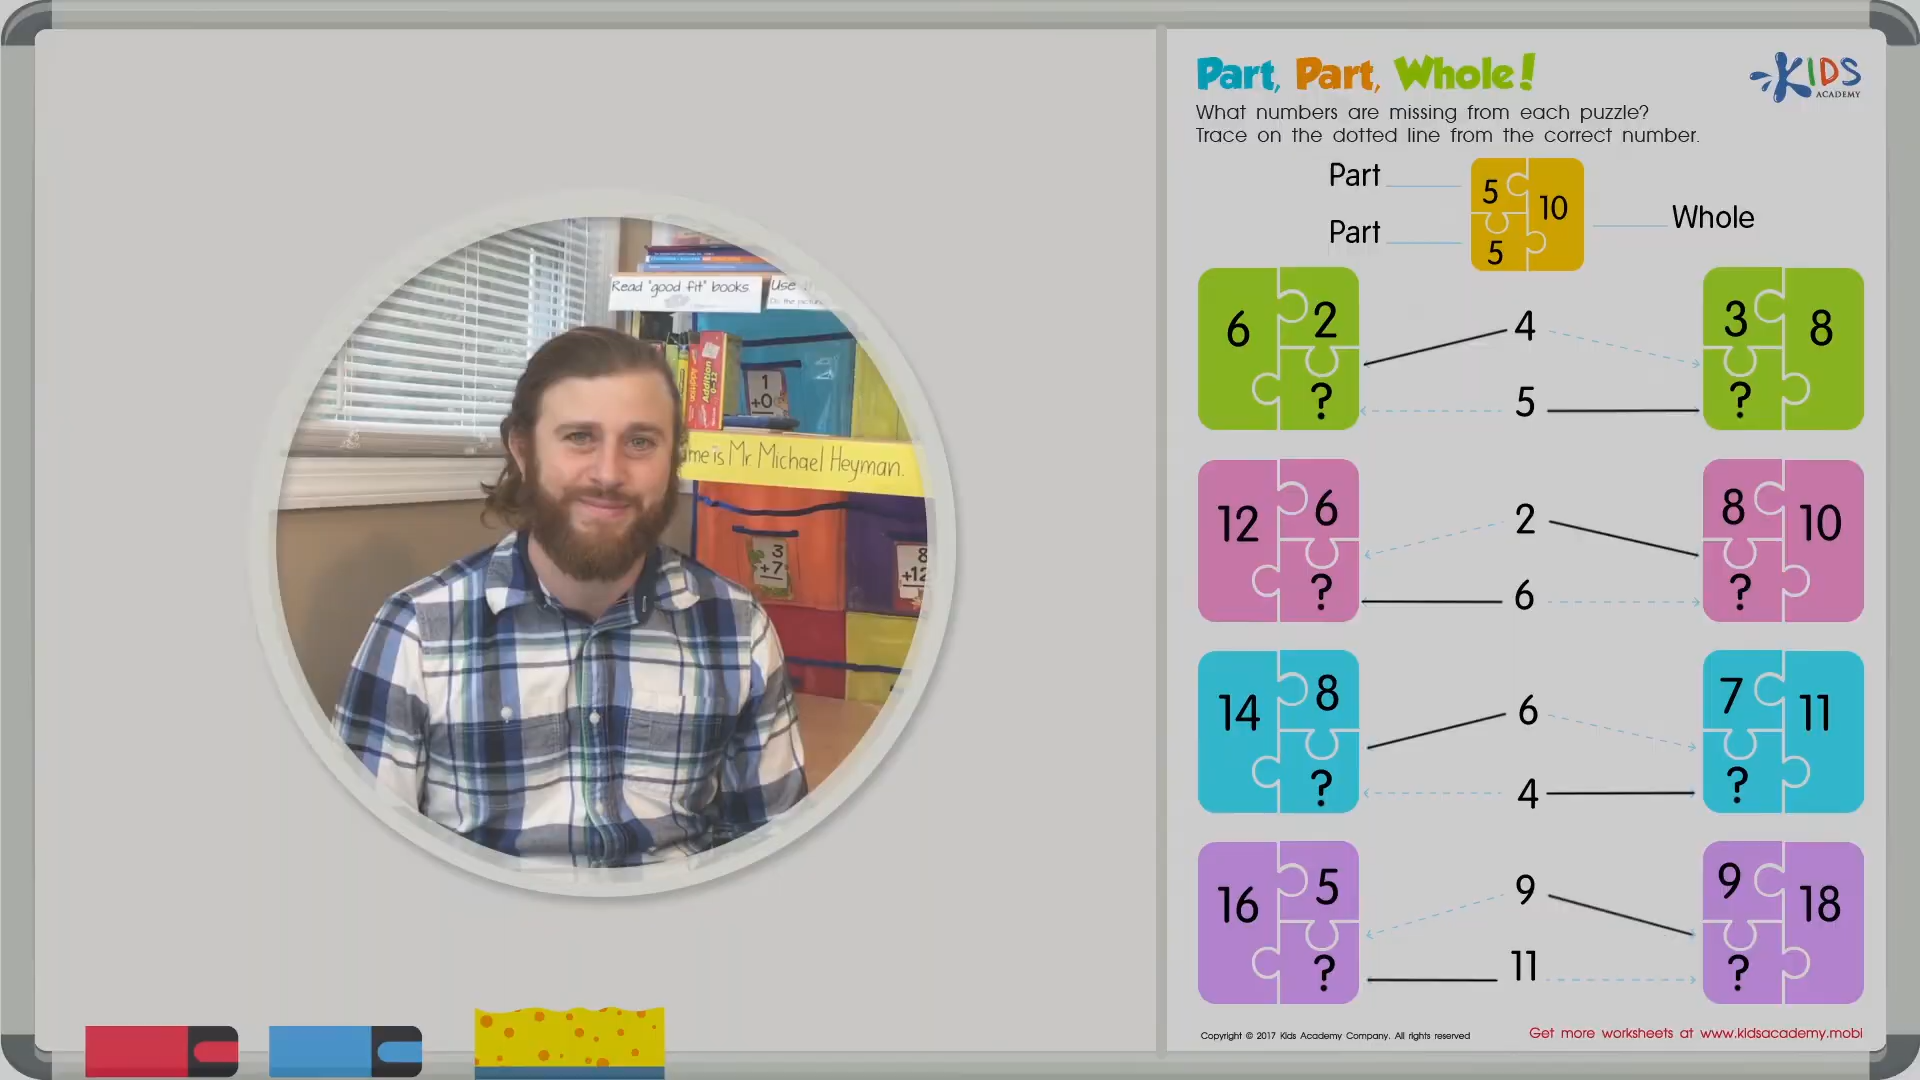 Read "good fit" books.
Use
1
+0
Addition 0-12
me is Mr. Michael Heyman.
3
+7
8
+12
Part, Part, Whole!
KIDS
ACADEMY
What numbers are missing from each puzzle?
Trace on the dotted line from the correct number.
Part
5
10
Whole
Part
5
6
2
?
4
5
3
8
?
12
6
?
2
6
8
10
?
14
8
?
6
4
7
11
?
16
5
?
9
11
9
18
?
Copyright © 2017 Kids Academy Company. All rights reserved
Get more worksheets at www.kidsacademy.mobi